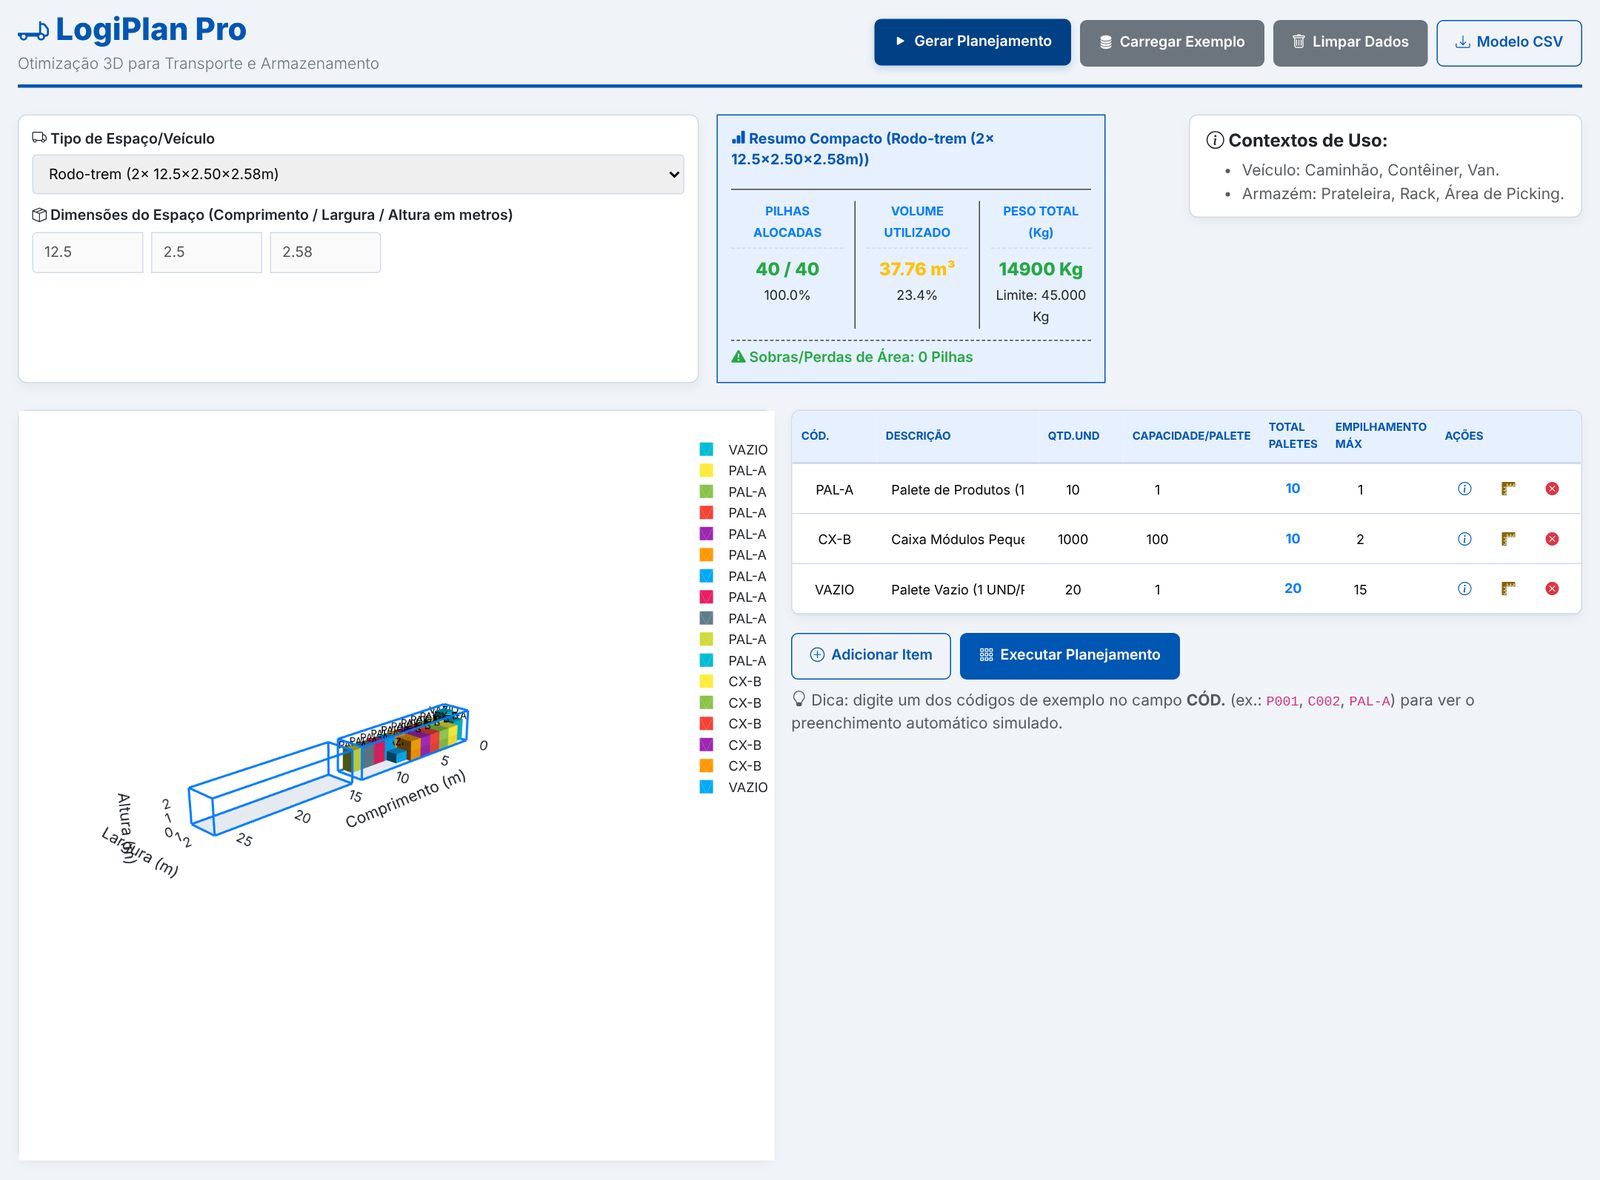 LogiPlan Pro
Otimização 3D para Transporte e Armazenamento
Gerar Planejamento
Carregar Exemplo
Limpar Dados
Modelo CSV
Tipo de Espaço/Veículo
Rodo-trem (2× 12.5×2.50×2.58m)
Dimensões do Espaço (Comprimento / Largura / Altura em metros)
12.5
2.5
2.58
Resumo Compacto (Rodo-trem (2×
12.5×2.50×2.58m))
PILHAS
ALOCADAS
40 / 40
100.0%
VOLUME
UTILIZADO
37.76 m³
23.4%
PESO TOTAL
(Kg)
14900 Kg
Limite: 45.000
Kg
Sobras/Perdas de Área: 0 Pilhas
Contextos de Uso:
• Veículo: Caminhão, Contêiner, Van.
• Armazém: Prateleira, Rack, Área de Picking.
VAZIO
PAL-A
PAL-A
PAL-A
PAL-A
PAL-A
PAL-A
PAL-A
PAL-A
PAL-A
PAL-A
CX-B
CX-B
CX-B
CX-B
CX-B
VAZIO
0
5
10
15
20
25
Comprimento (m)
2
1
0
1
2
Altura (m)
Largura (m)
CÓD. DESCRIÇÃO QTD.UND CAPACIDADE/PALETE TOTAL PALETES EMPILHAMENTO MÁX AÇÕES
PAL-A Palete de Produtos (1 10 1 10 1
CX-B Caixa Módulos Peque 1000 100 10 2
VAZIO Palete Vazio (1 UND/F 20 1 20 15
Adicionar Item
Executar Planejamento
Dica: digite um dos códigos de exemplo no campo CÓD. (ex.: P001, C002, PAL-A) para ver o
preenchimento automático simulado.